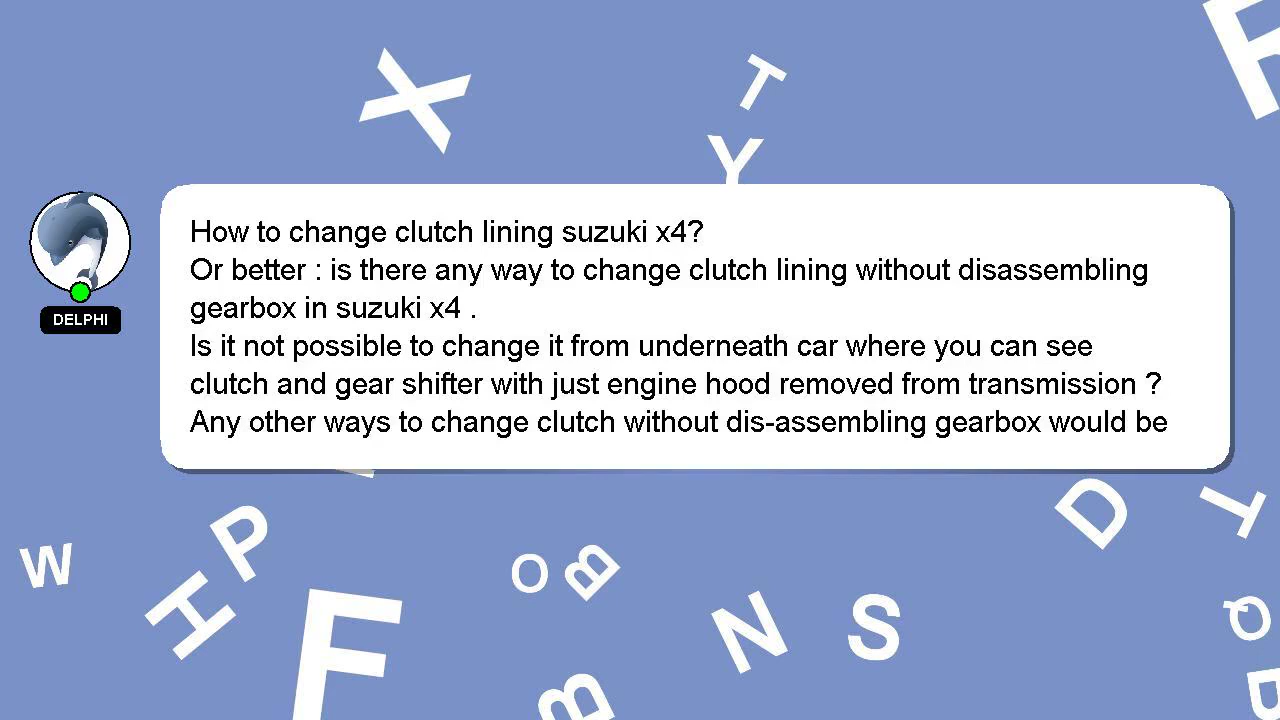 X
T
F
Y
How to change clutch lining suzuki x4?
Or better : is there any way to change clutch lining without disassembling
gearbox in suzuki x4 .
Is it not possible to change it from underneath car where you can see
clutch and gear shifter with just engine hood removed from transmission ?
Any other ways to change clutch without dis-assembling gearbox would be
DELPHI
D
T
P
W
O
B
H
F
N
S
Q
B
B